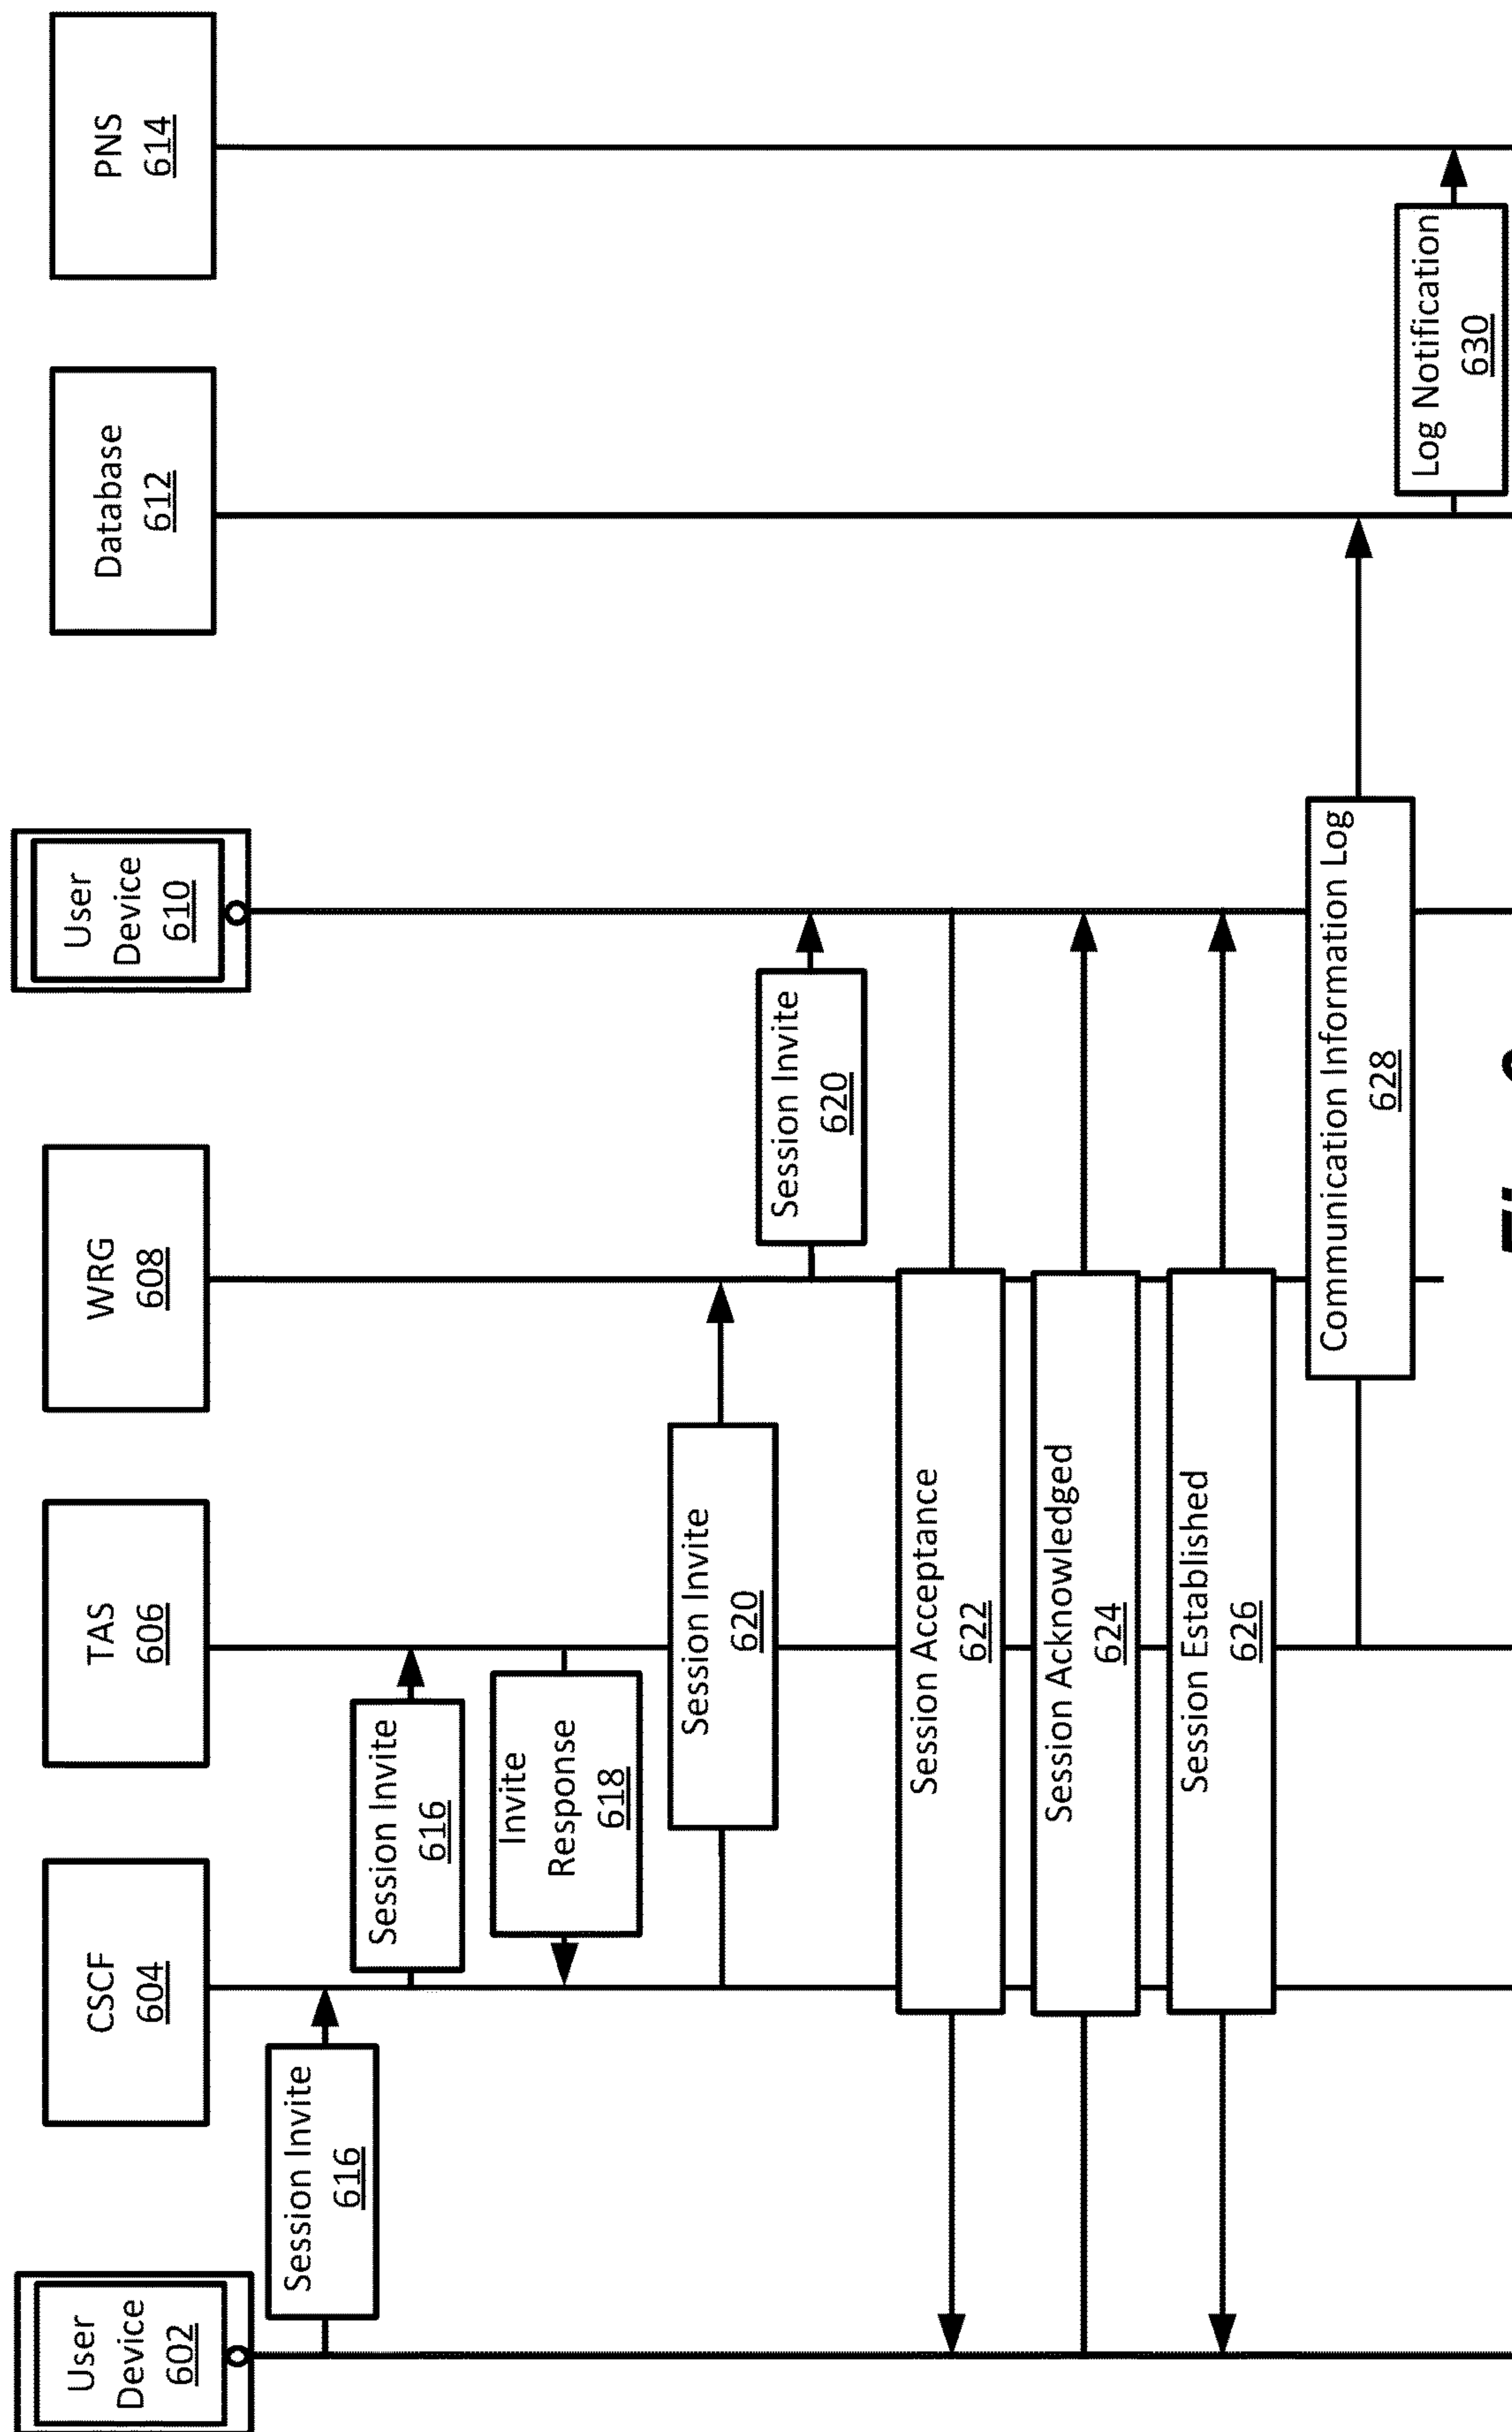 User
Device
602
CSCF
604
TAS
606
WRG
608
User
Device
610
Database
612
PNS
614
Session Invite
616
Session Invite
616
Invite
Response
618
Session Invite
620
Session Invite
620
Session Acceptance
622
Session Acknowledged
624
Session Established
626
Communication Information Log
628
Log Notification
630